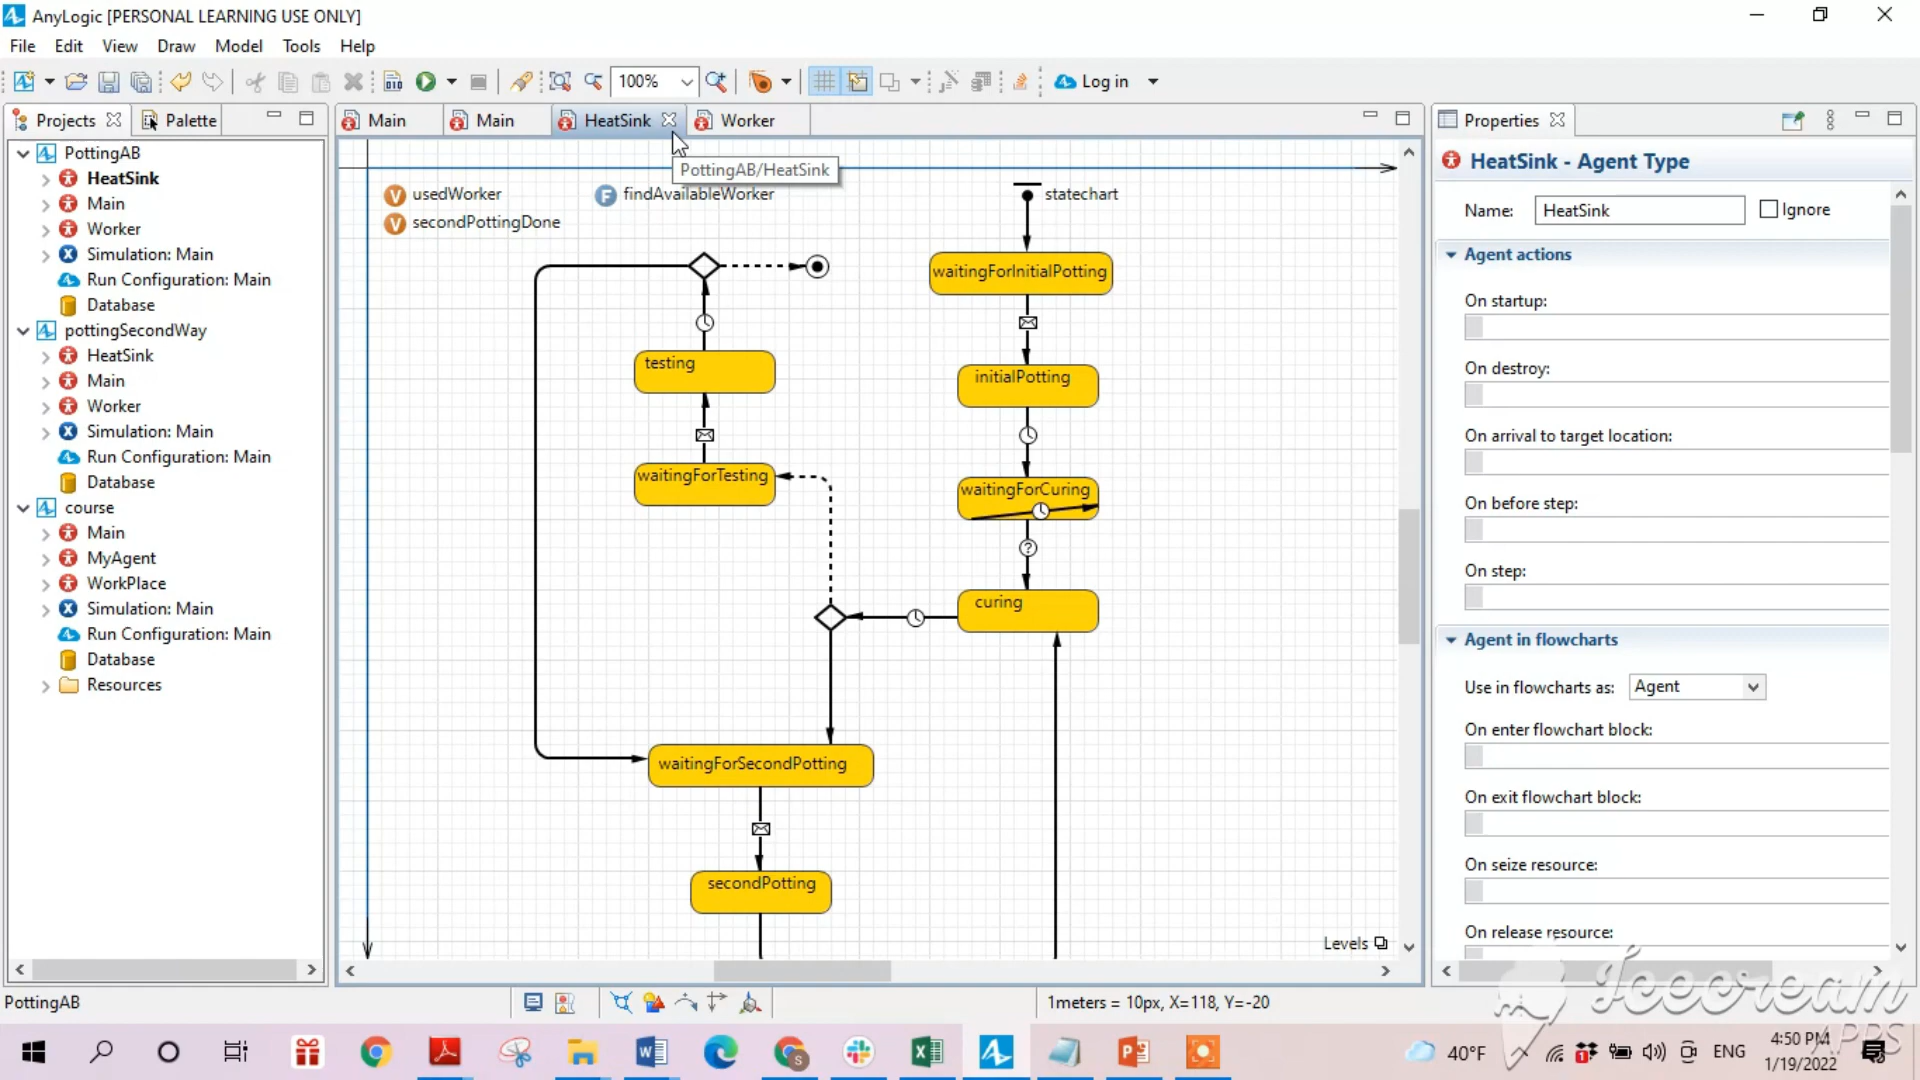 AnyLogic [PERSONAL LEARNING USE ONLY]
File Edit View Draw Model Tools Help
100% Log in
Projects Palette
PottingAB
HeatSink
Main
Worker
Simulation: Main
Run Configuration: Main
Database
pottingSecondWay
HeatSink
Main
Worker
Simulation: Main
Run Configuration: Main
Database
course
Main
MyAgent
WorkPlace
Simulation: Main
Run Configuration: Main
Database
Resources
Main Main HeatSink Worker
PottingAB/HeatSink
usedWorker findAvailableWorker statechart
secondPottingDone
waitingForInitialPotting
testing
initialPotting
waitingForTesting
waitingForCuring
curing
waitingForSecondPotting
secondPotting
Levels
Properties
HeatSink - Agent Type
Name: HeatSink Ignore
Agent actions
On startup:
On destroy:
On arrival to target location:
On before step:
On step:
Agent in flowcharts
Use in flowcharts as: Agent
On enter flowchart block:
On exit flowchart block:
On seize resource:
On release resource:
PottingAB
1meters = 10px, X=118, Y=-20
Icecream
APPS
40°F ENG 4:50 PM
1/19/2022